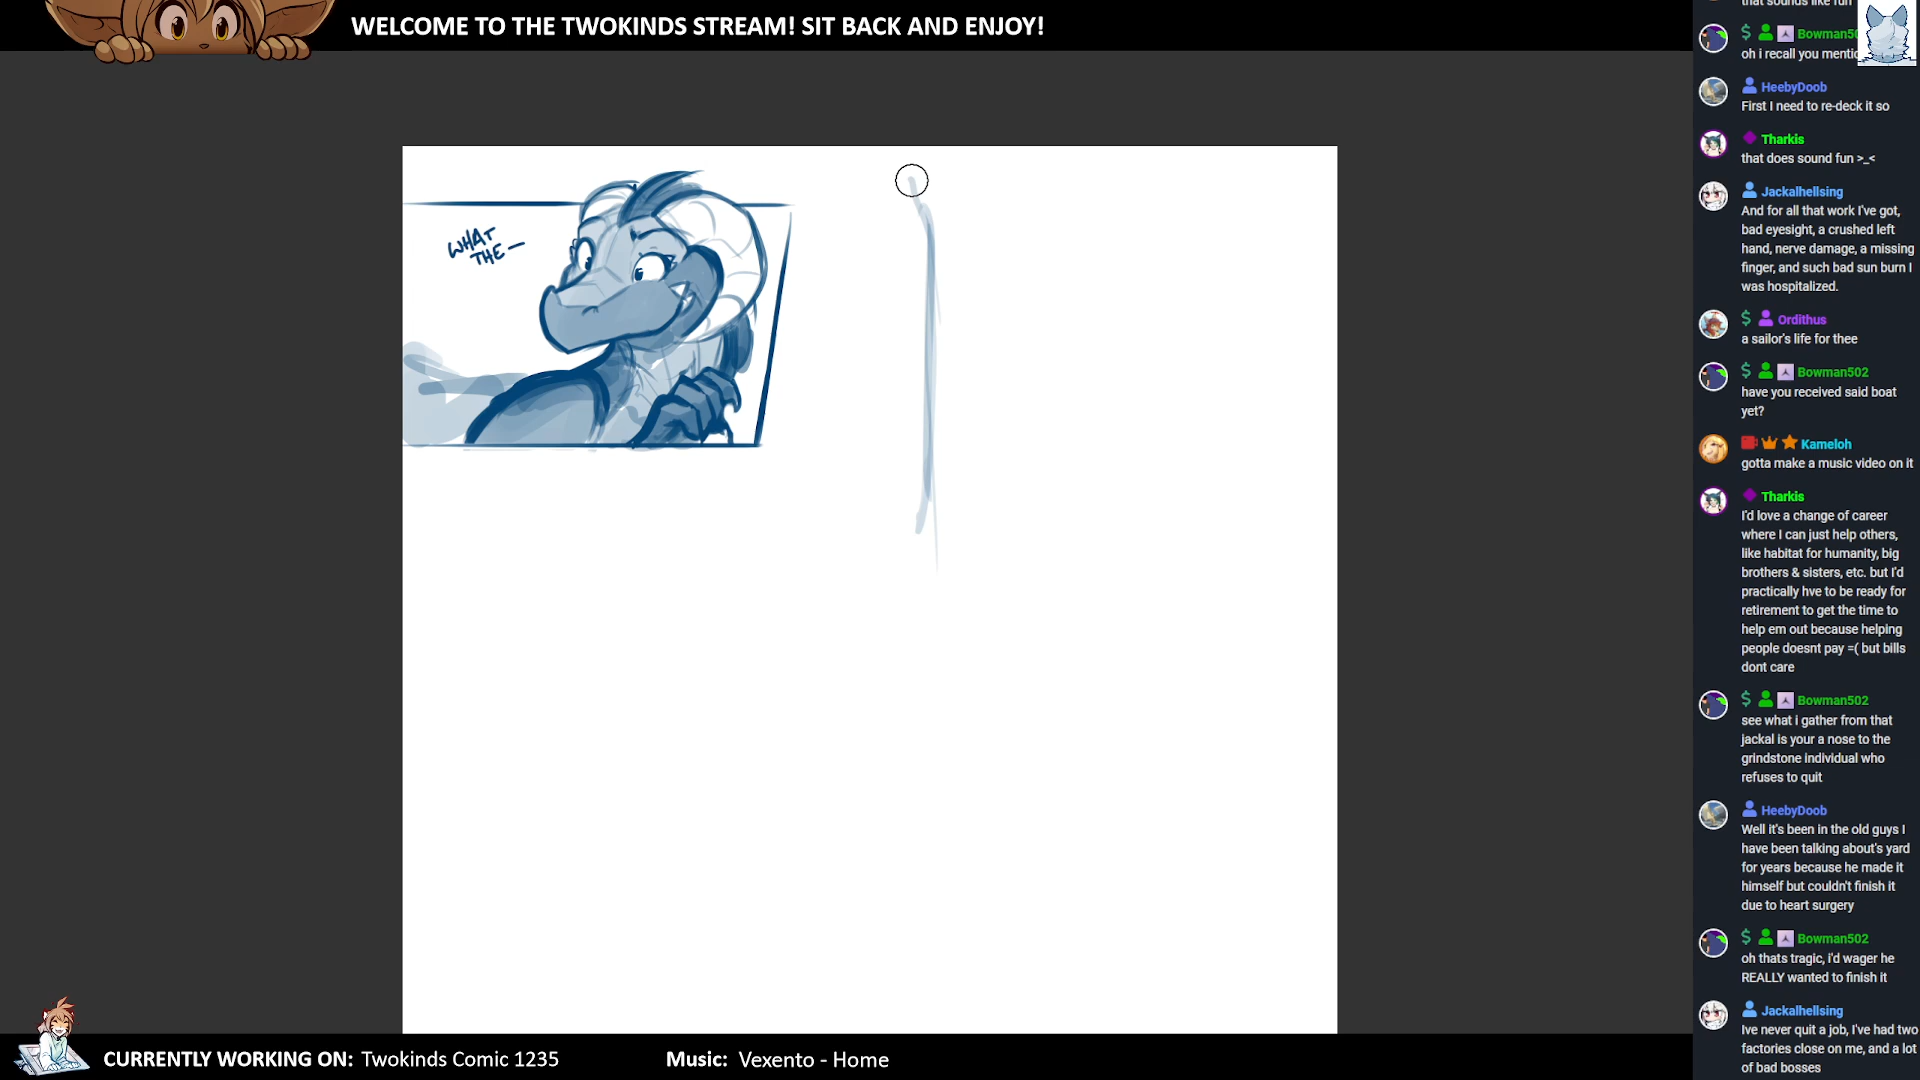 WELCOME TO THE TWOKINDS STREAM! SIT BACK AND ENJOY!
WHAT
THE—
that sounds like fun
Bowman50
oh i recall you mentic
HeebyDoob
First I need to re-deck it so
Tharkis
that does sound fun >_<
Jackalhellsing
And for all that work I've got,
bad eyesight, a crushed left
hand, nerve damage, a missing
finger, and such bad sun burn I
was hospitalized.
Ordithus
a sailor's life for thee
Bowman502
have you received said boat
yet?
Kameloh
gotta make a music video on it
Tharkis
I'd love a change of career
where I can just help others,
like habitat for humanity, big
brothers & sisters, etc. but I'd
practically hve to be ready for
retirement to get the time to
help em out because helping
people doesnt pay =( but bills
dont care
Bowman502
see what i gather from that
jackal is your a nose to the
grindstone individual who
refuses to quit
HeebyDoob
Well it's been in the old guys I
have been talking about's yard
for years because he made it
himself but couldn't finish it
due to heart surgery
Bowman502
oh thats tragic, i'd wager he
REALLY wanted to finish it
Jackalhellsing
Ive never quit a job, I've had two
factories close on me, and a lot
of bad bosses
CURRENTLY WORKING ON: Twokinds Comic 1235
Music: Vexento - Home